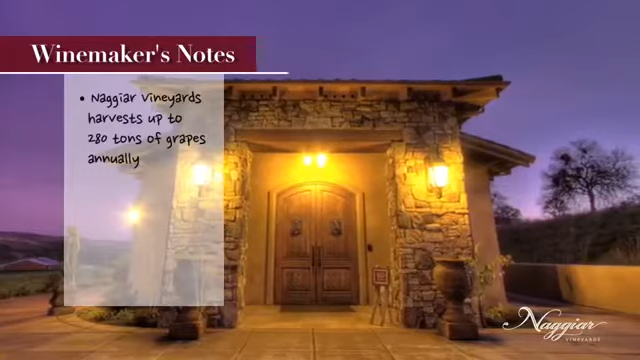 Winemaker's Notes
• Naggiar Vineyards
harvests up to
280 tons of grapes
annually
Naggiar
VINEYARDS